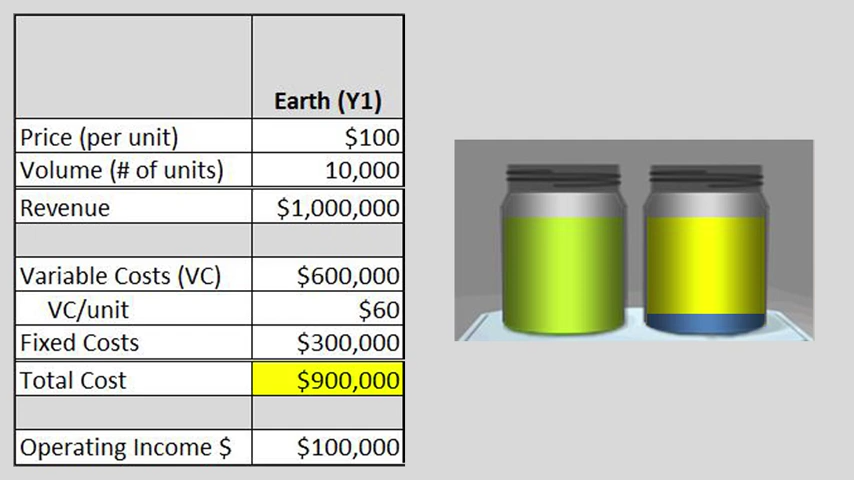 Earth (Y1)
Price (per unit) $100
Volume (# of units) 10,000
Revenue $1,000,000
Variable Costs (VC) $600,000
VC/unit $60
Fixed Costs $300,000
Total Cost $900,000
Operating Income $ $100,000